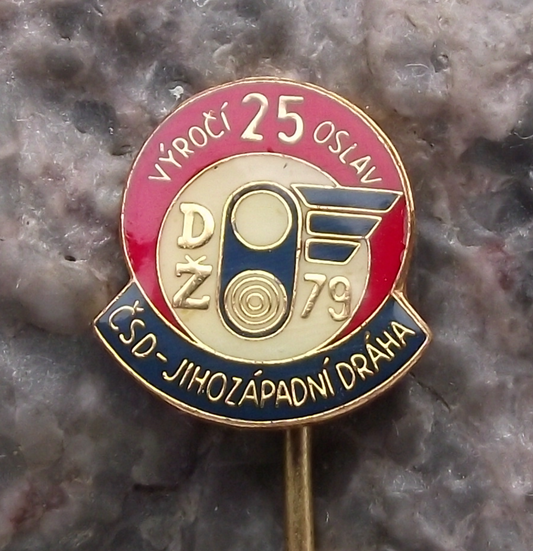 VÝROČÍ 25 OSLAV
DŽ 79
ČSD-JIHOZÁPADNÍ DRÁHA